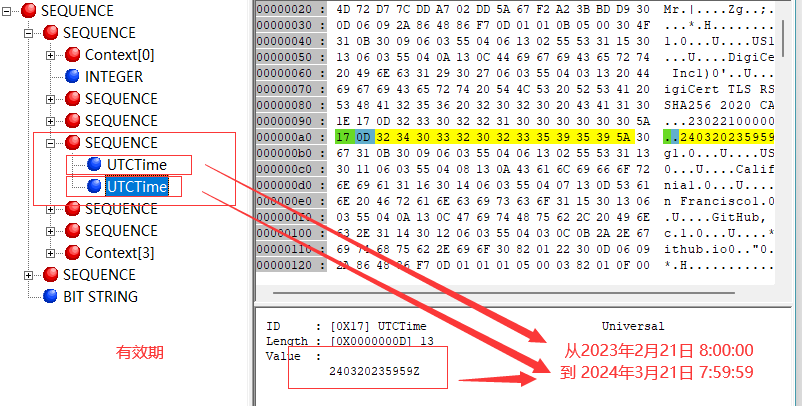 SEQUENCE
SEQUENCE
Context[0]
INTEGER
SEQUENCE
SEQUENCE
SEQUENCE
UTCTime
UTCTime
SEQUENCE
SEQUENCE
Context[3]
SEQUENCE
BIT STRING
有效期
00000020 : 4D 72 D7 7C DD A7 02 DD 5A 67 F2 A3 3B BD D9 30 Mr.|....Zg..;.
00000030 : 0D 06 09 2A 86 48 86 F7 0D 01 01 0B 05 00 30 4F ...*.H........
00000040 : 31 0B 30 09 06 03 55 04 06 13 02 55 53 31 15 30 1.0...U....US1
00000050 : 13 06 03 55 04 0A 13 0C 44 69 67 69 43 65 72 74 ...U....DigiCe
00000060 : 20 49 6E 63 31 29 30 27 06 03 55 04 03 13 20 44 Inc1)0'..U...
00000070 : 69 67 69 43 65 72 74 20 54 4C 53 20 52 53 41 20 igiCert TLS RS
00000080 : 53 48 41 32 35 36 20 32 30 32 30 20 43 41 31 30 SHA256 2020 CA
00000090 : 1E 17 0D 32 33 30 32 32 31 30 30 30 30 30 30 5A ...23022100000
000000a0 : 17 0D 32 34 30 33 32 30 32 33 35 39 35 39 5A 30 ..240320235959
000000b0 : 67 31 0B 30 09 06 03 55 04 06 13 02 55 53 31 13 g1.0...U....US
000000c0 : 30 11 06 03 55 04 08 13 0A 43 61 6C 69 66 6F 72 0...U....Calif
000000d0 : 6E 69 61 31 16 30 14 06 03 55 04 07 13 0D 53 61 nia1.0...U....
000000e0 : 6E 20 46 72 61 6E 63 69 73 63 6F 31 15 30 13 06 n Francisco1.0
000000f0 : 03 55 04 0A 13 0C 47 69 74 48 75 62 2C 20 49 6E .U....GitHub,
00000100 : 63 2E 31 14 30 12 06 03 55 04 03 0C 0B 2A 2E 67 c.1.0...U....*
00000110 : 69 74 68 75 62 2E 69 6F 30 82 01 22 30 0D 06 09 ithub.io0.."0.
00000120 : 2A 86 48 86 F7 0D 01 01 01 05 00 03 82 01 0F 00 *.H...........
ID : [0X17] UTCTime Universal
Length : [0X0000000D] 13
Value :
240320235959Z
从2023年2月21日 8:00:00
到 2024年3月21日 7:59:59